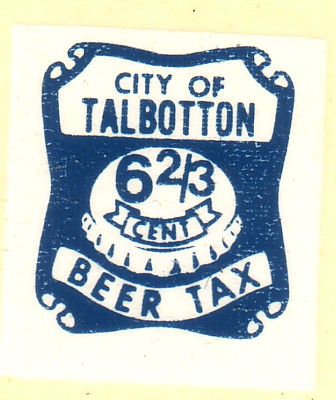 CITY OF
TALBOTTON
6 2/3
CENT
BEER TAX